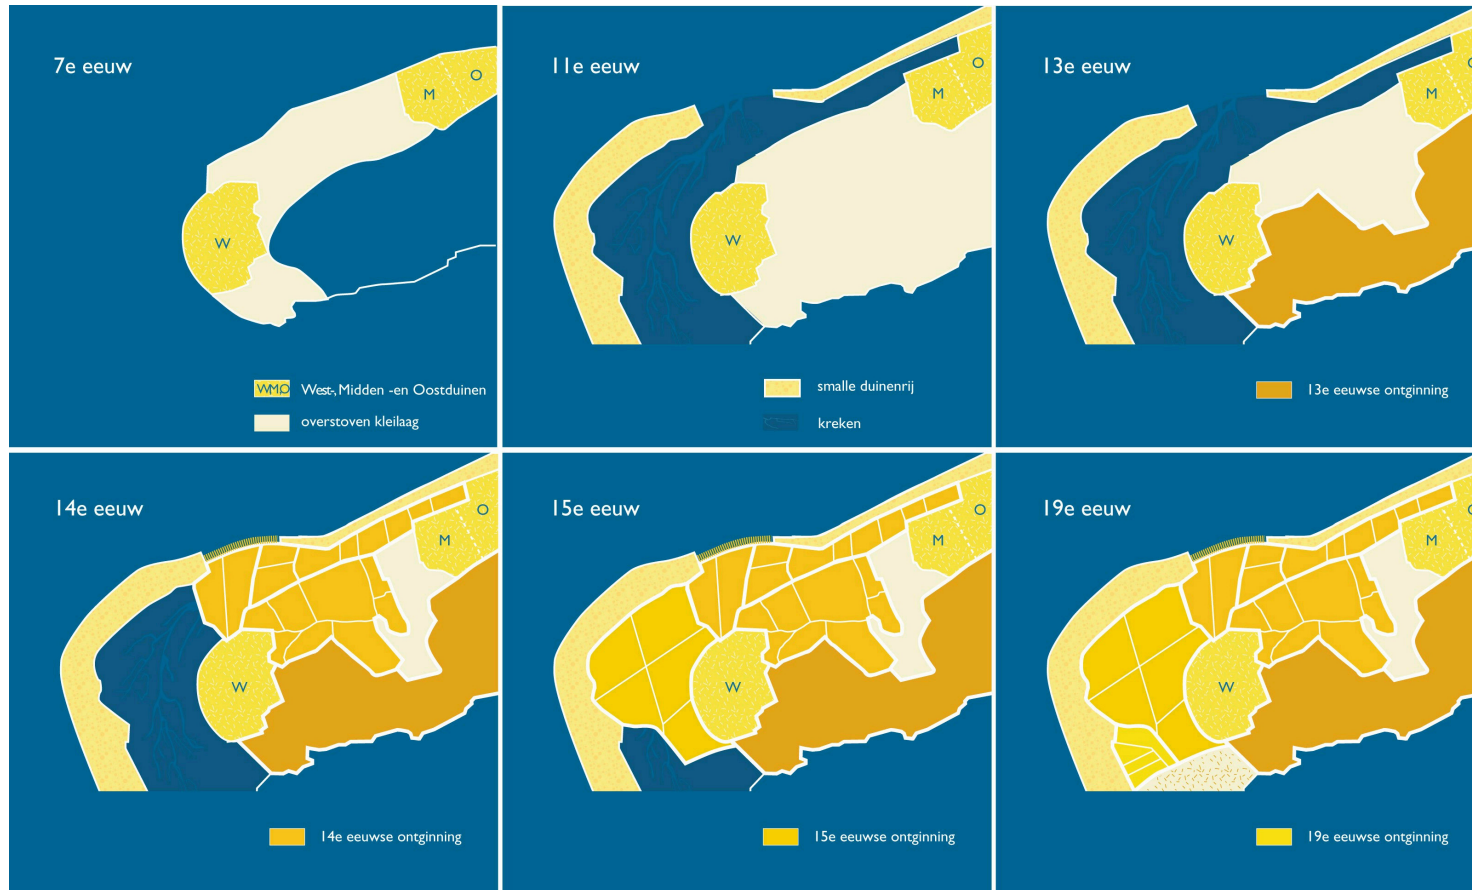 7e eeuw
O
M
W
WMO West-, Midden -en Oostduinen
overstoven kleilaag
11e eeuw
O
M
W
smalle duinenrij
kreken
13e eeuw
O
M
W
13e eeuwse ontginning
14e eeuw
O
M
W
14e eeuwse ontginning
15e eeuw
O
M
W
15e eeuwse ontginning
19e eeuw
O
M
W
19e eeuwse ontginning